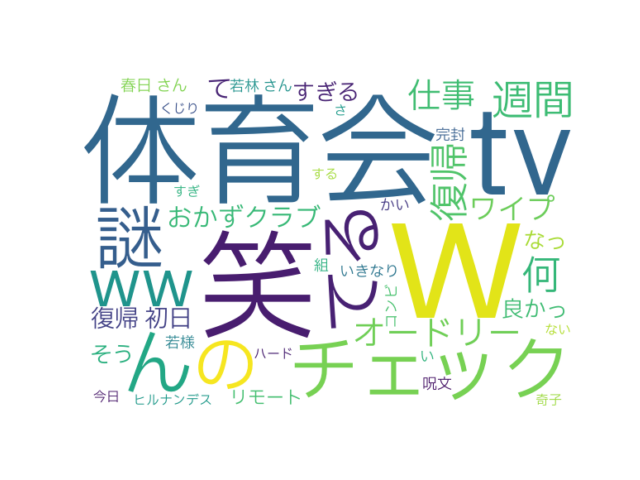 春日 さん
て
若林 さん
すぎる
仕事
週間
くじり
さ
体育会
tv
完封
復帰
すぎ
する
おかずクラブ
かい
ワイプ
謎
笑
る
w
なっ
ww
組
いきなり
何
復帰 初日
ユ
コンビ
良かっ
オードリー
ない
そう
若様
ん
の
ハード
チェック
い
呪文
今日
ヒルナンデス
リモート
奇子